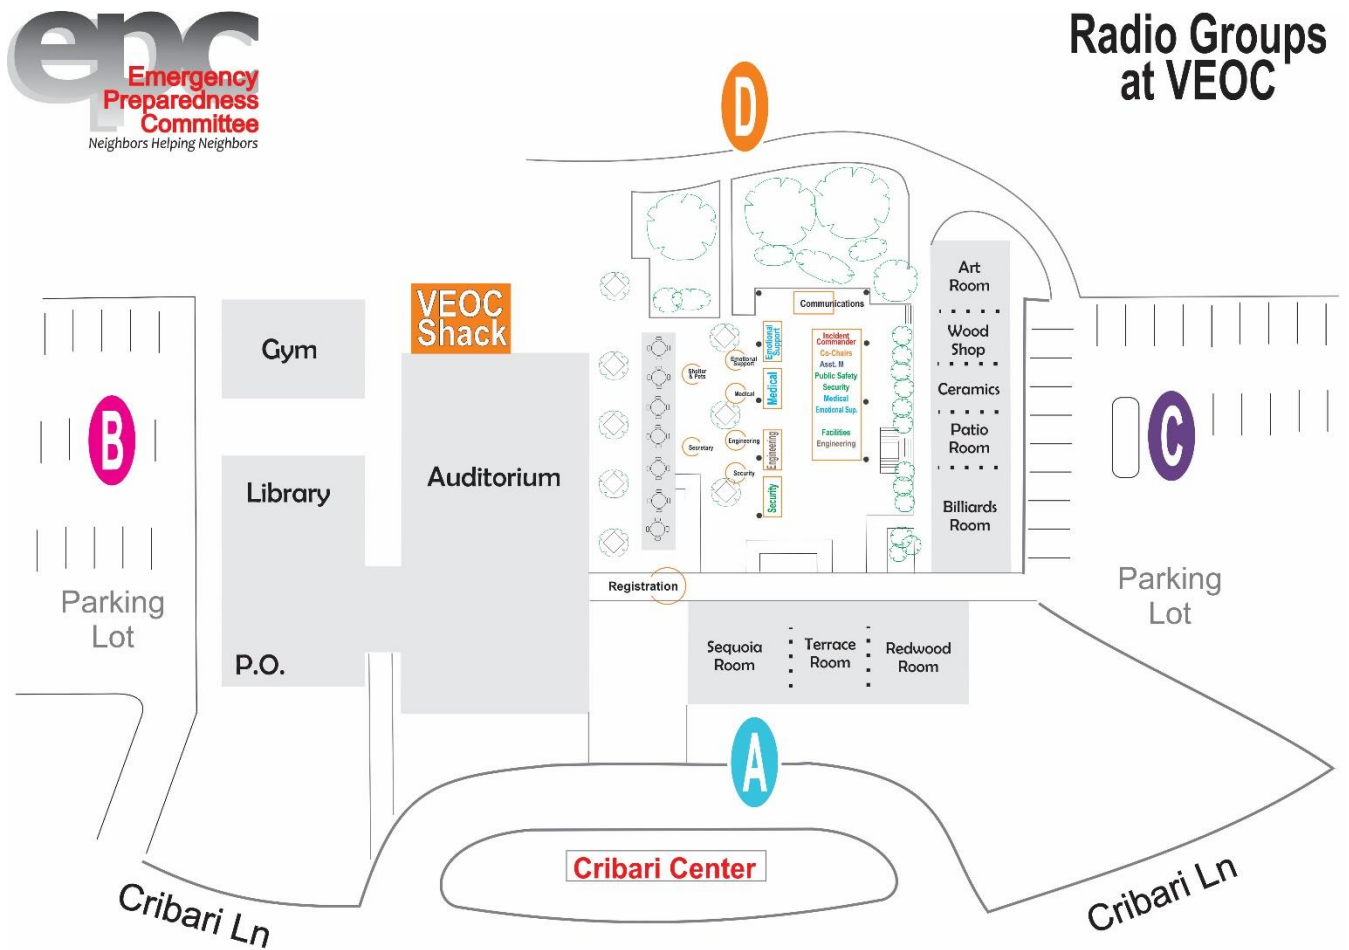 epc
Emergency
Preparedness
Committee
Neighbors Helping Neighbors
Radio Groups
at VEOC
D
VEOC
Shack
Gym
Library
P.O.
Auditorium
B
Parking
Lot
Communications
Emotional
Support
Medical
Engineering
Security
Incident
Commander
Co-Chairs
Asst. IM
Public Safety
Security
Medical
Emotional Sup.
Facilities
Engineering
Shelter
& Pets
Emotional
Support
Medical
Secretary
Engineering
Security
Registration
Art
Room
Wood
Shop
Ceramics
Patio
Room
Billiards
Room
C
Parking
Lot
Sequoia
Room
Terrace
Room
Redwood
Room
A
Cribari Center
Cribari Ln
Cribari Ln